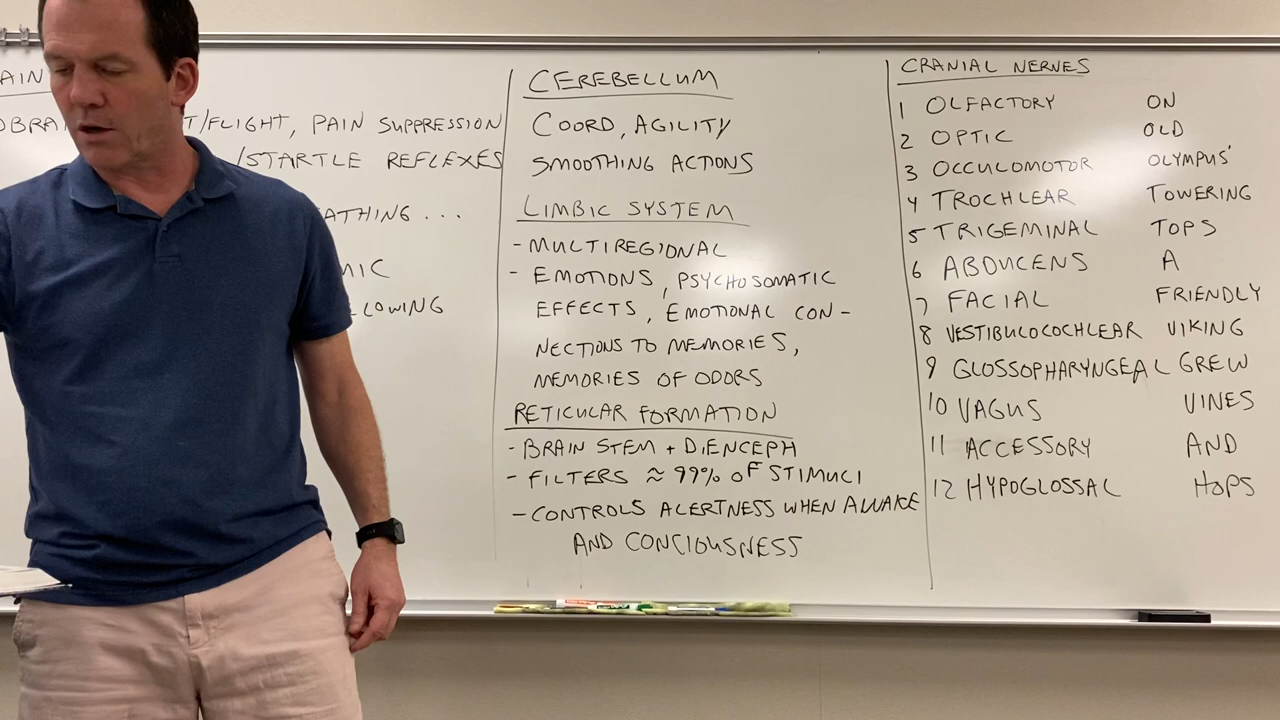 AIN
OBRA T/FLIGHT, PAIN SUPPRESSION
/STARTLE REFLEXES
ATHING ...
MIC
LLOWING
CEREBELLUM
COORD, AGILITY
SMOOTHING ACTIONS
LIMBIC SYSTEM
- MULTIREGIONAL
- EMOTIONS, PSYCHOSOMATIC
EFFECTS, EMOTIONAL CON-
NECTIONS TO MEMORIES,
MEMORIES OF ODORS
RETICULAR FORMATION
- BRAIN STEM + DIENCEPH
- FILTERS ≈ 99% OF STIMULI
- CONTROLS ALERTNESS WHEN AWAKE
AND CONCIOUSNESS
CRANIAL NERVES
1 OLFACTORY ON
2 OPTIC OLD
3 OCCULOMOTOR OLYMPUS'
4 TROCHLEAR TOWERING
5 TRIGEMINAL TOPS
6 ABDUCENS A
7 FACIAL FRIENDLY
8 VESTIBULOCOCHLEAR VIKING
9 GLOSSOPHARYNGEAL GREW
10 VAGUS VINES
11 ACCESSORY AND
12 HYPOGLOSSAL HOPS